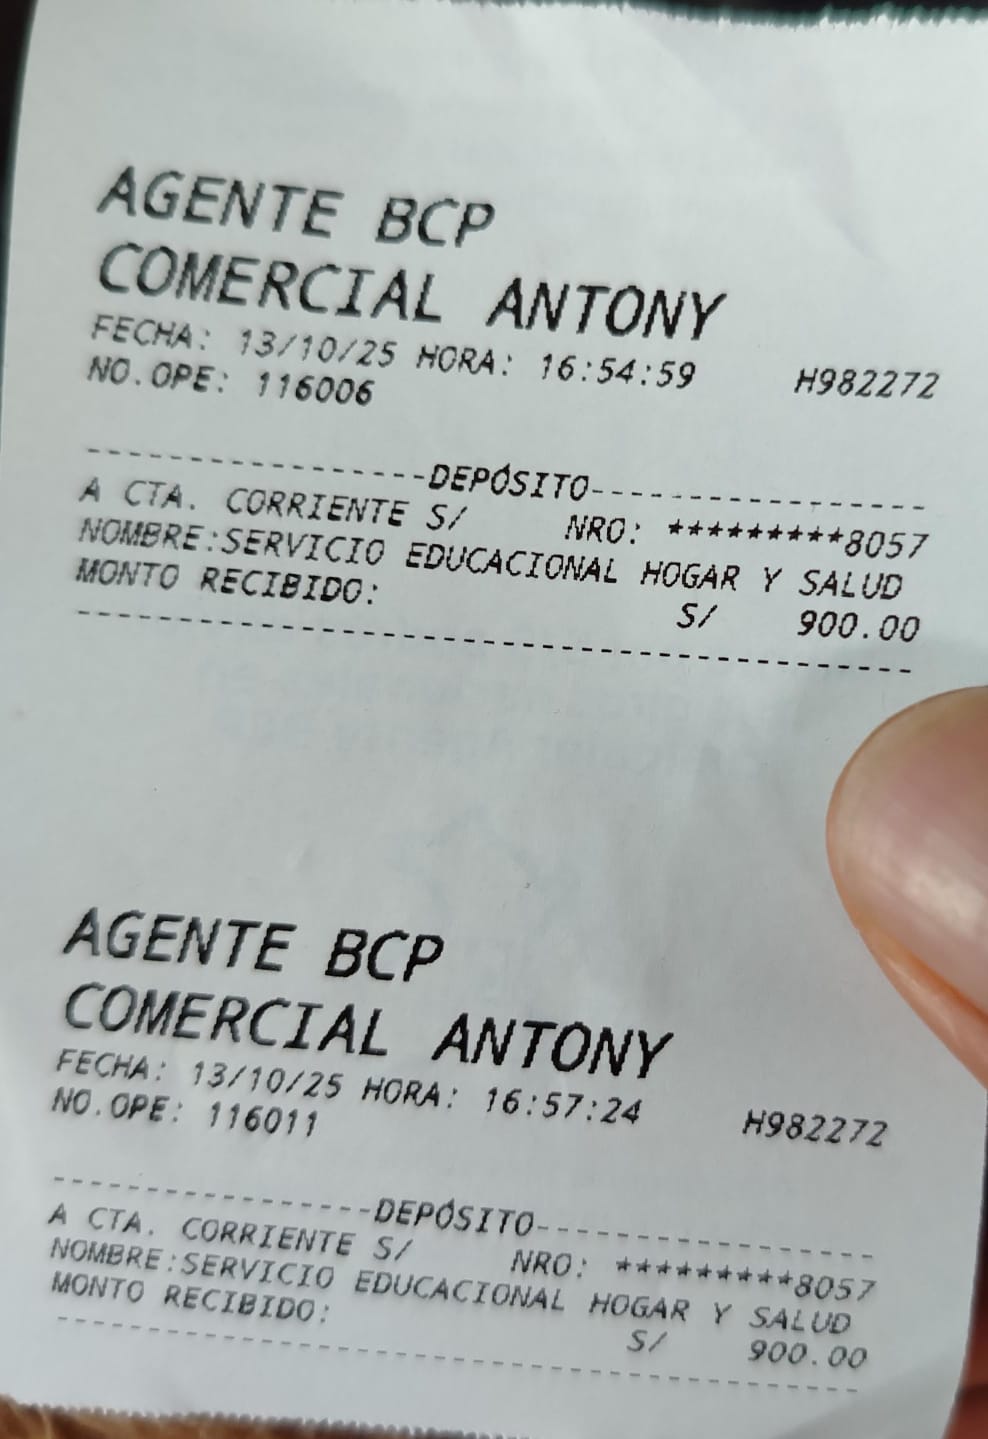 AGENTE BCP
COMERCIAL ANTONY
FECHA: 13/10/25 HORA: 16:54:59 H982272
NO.OPE: 116006
----------------DEPÓSITO----------------
A CTA. CORRIENTE S/ NRO: *********8057
NOMBRE:SERVICIO EDUCACIONAL HOGAR Y SALUD
MONTO RECIBIDO: S/ 900.00
----------------------------------------
AGENTE BCP
COMERCIAL ANTONY
FECHA: 13/10/25 HORA: 16:57:24 H982272
NO.OPE: 116011
----------------DEPÓSITO----------------
A CTA. CORRIENTE S/ NRO: *********8057
NOMBRE:SERVICIO EDUCACIONAL HOGAR Y SALUD
MONTO RECIBIDO: S/ 900.00
----------------------------------------